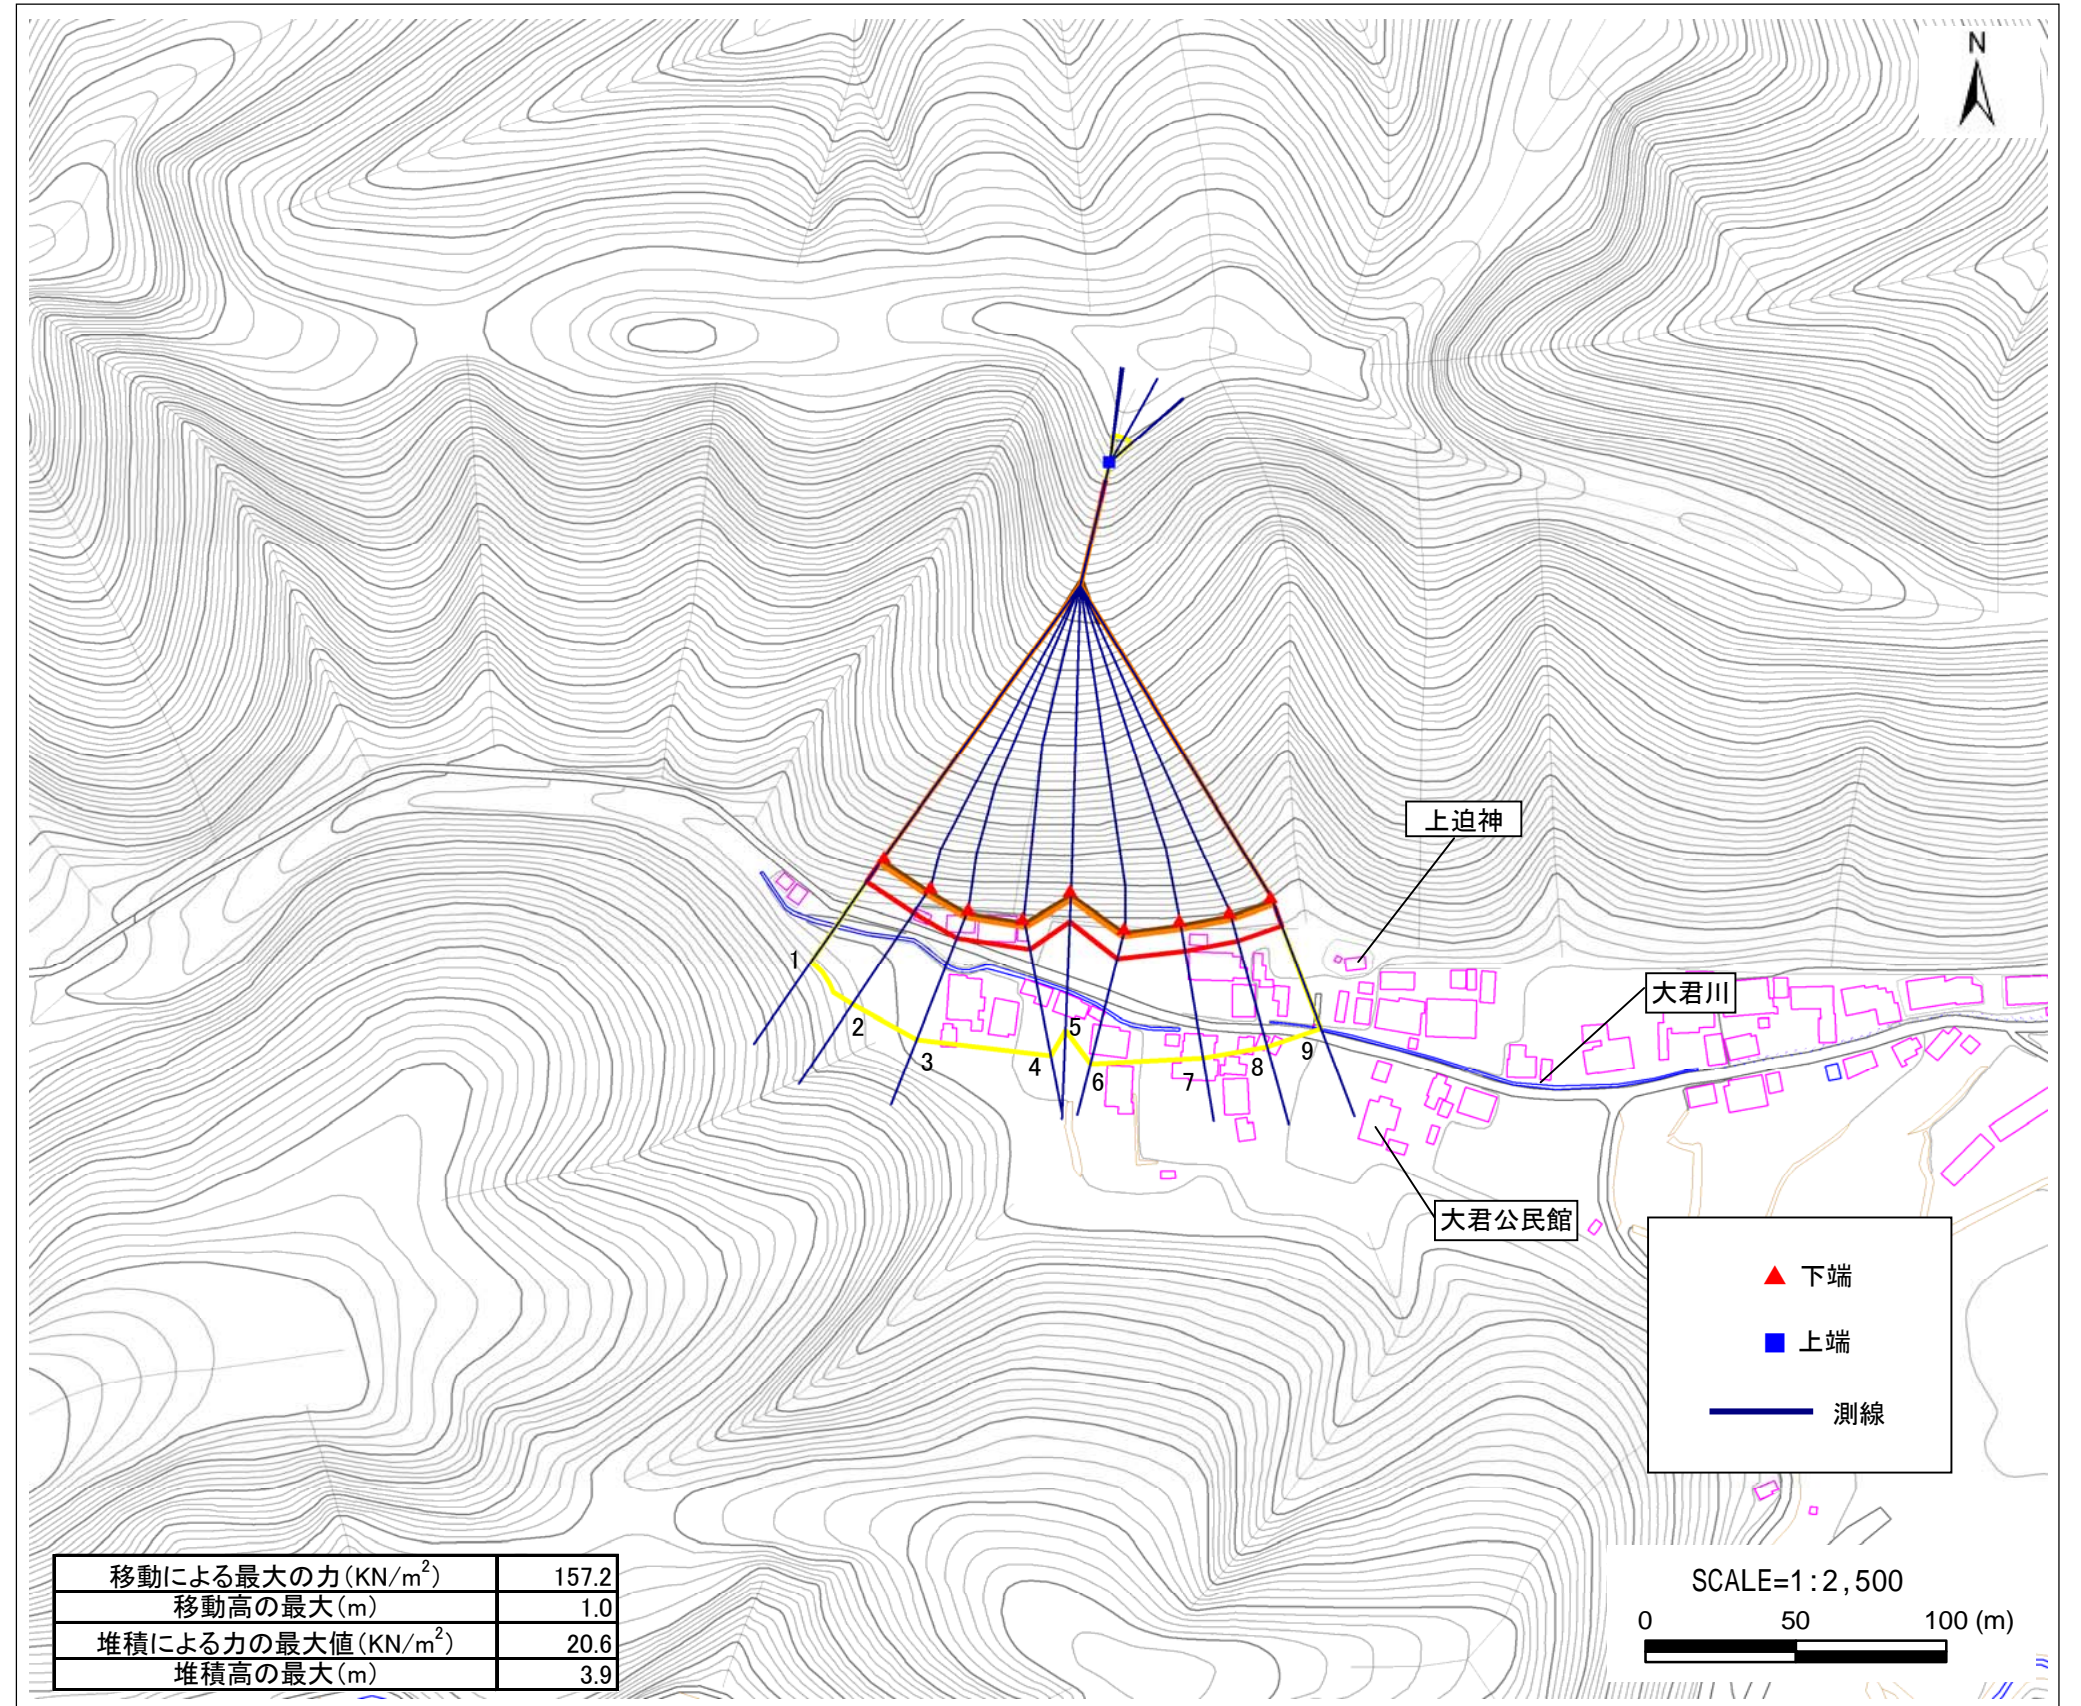 N
上迫神
1
大君川
2
5
3
4
6
7
8
9
大君公民館
下端
上端
測線
移動による最大の力(KN/m²) 157.2
移動高の最大(m) 1.0
堆積による力の最大値(KN/m²) 20.6
堆積高の最大(m) 3.9
SCALE=1:2,500
0 50 100 (m)